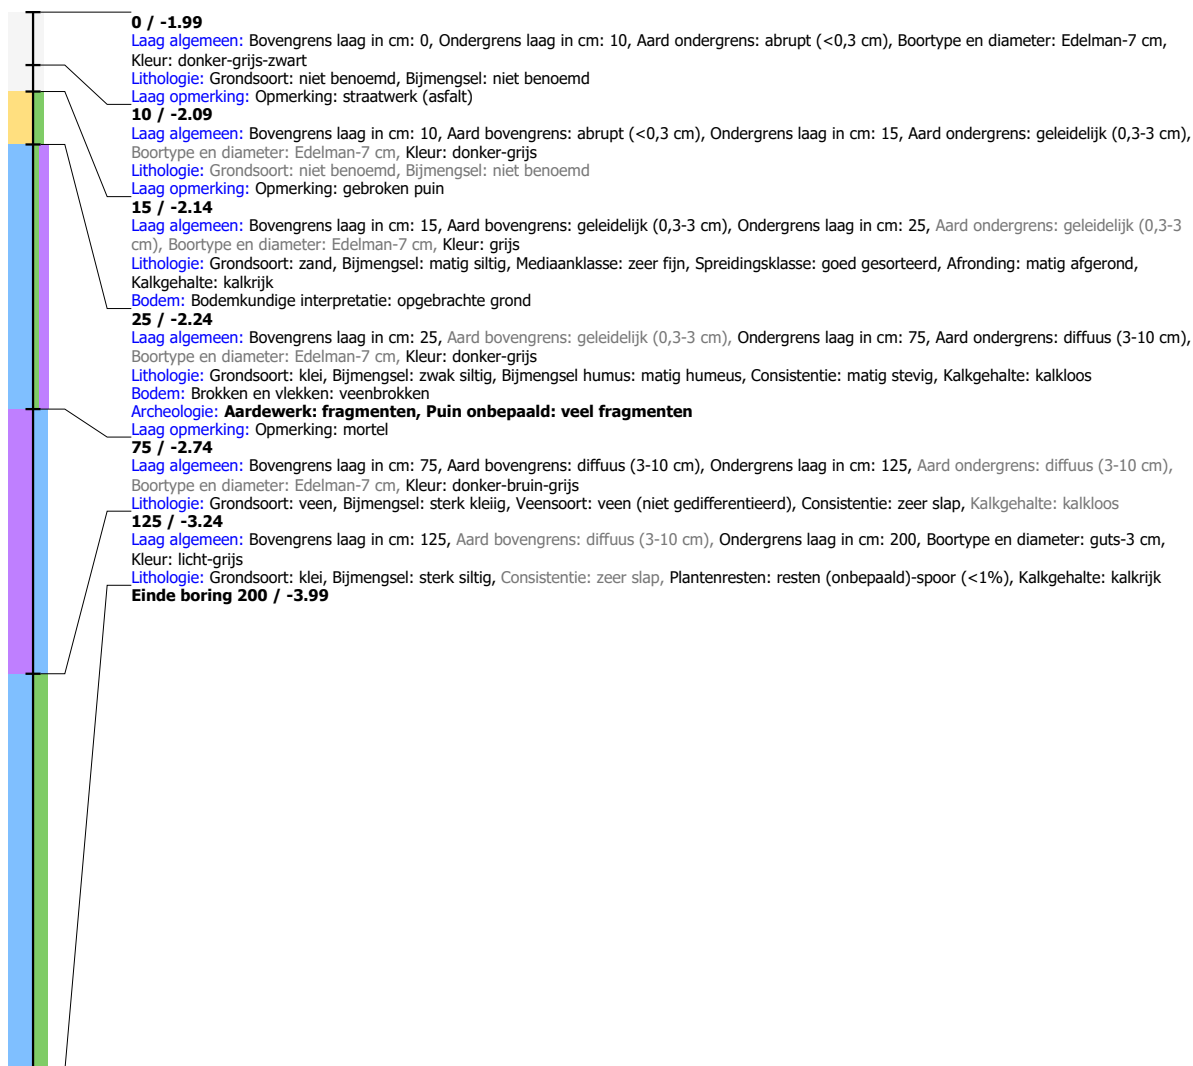 0 / -1.99
Laag algemeen: Bovengrens laag in cm: 0, Ondergrens laag in cm: 10, Aard ondergrens: abrupt (<0,3 cm), Boortype en diameter: Edelman-7 cm,
Kleur: donker-grijs-zwart
Lithologie: Grondsoort: niet benoemd, Bijmengsel: niet benoemd
Laag opmerking: Opmerking: straatwerk (asfalt)
10 / -2.09
Laag algemeen: Bovengrens laag in cm: 10, Aard bovengrens: abrupt (<0,3 cm), Ondergrens laag in cm: 15, Aard ondergrens: geleidelijk (0,3-3 cm),
Boortype en diameter: Edelman-7 cm, Kleur: donker-grijs
Lithologie: Grondsoort: niet benoemd, Bijmengsel: niet benoemd
Laag opmerking: Opmerking: gebroken puin
15 / -2.14
Laag algemeen: Bovengrens laag in cm: 15, Aard bovengrens: geleidelijk (0,3-3 cm), Ondergrens laag in cm: 25, Aard ondergrens: geleidelijk (0,3-3
cm), Boortype en diameter: Edelman-7 cm, Kleur: grijs
Lithologie: Grondsoort: zand, Bijmengsel: matig siltig, Mediaanklasse: zeer fijn, Spreidingsklasse: goed gesorteerd, Afronding: matig afgerond,
Kalkgehalte: kalkrijk
Bodem: Bodemkundige interpretatie: opgebrachte grond
25 / -2.24
Laag algemeen: Bovengrens laag in cm: 25, Aard bovengrens: geleidelijk (0,3-3 cm), Ondergrens laag in cm: 75, Aard ondergrens: diffuus (3-10 cm),
Boortype en diameter: Edelman-7 cm, Kleur: donker-grijs
Lithologie: Grondsoort: klei, Bijmengsel: zwak siltig, Bijmengsel humus: matig humeus, Consistentie: matig stevig, Kalkgehalte: kalkloos
Bodem: Brokken en vlekken: veenbrokken
Archeologie: Aardewerk: fragmenten, Puin onbepaald: veel fragmenten
Laag opmerking: Opmerking: mortel
75 / -2.74
Laag algemeen: Bovengrens laag in cm: 75, Aard bovengrens: diffuus (3-10 cm), Ondergrens laag in cm: 125, Aard ondergrens: diffuus (3-10 cm),
Boortype en diameter: Edelman-7 cm, Kleur: donker-bruin-grijs
Lithologie: Grondsoort: veen, Bijmengsel: sterk kleiig, Veensoort: veen (niet gedifferentieerd), Consistentie: zeer slap, Kalkgehalte: kalkloos
125 / -3.24
Laag algemeen: Bovengrens laag in cm: 125, Aard bovengrens: diffuus (3-10 cm), Ondergrens laag in cm: 200, Boortype en diameter: guts-3 cm,
Kleur: licht-grijs
Lithologie: Grondsoort: klei, Bijmengsel: sterk siltig, Consistentie: zeer slap, Plantenresten: resten (onbepaald)-spoor (<1%), Kalkgehalte: kalkrijk
Einde boring 200 / -3.99